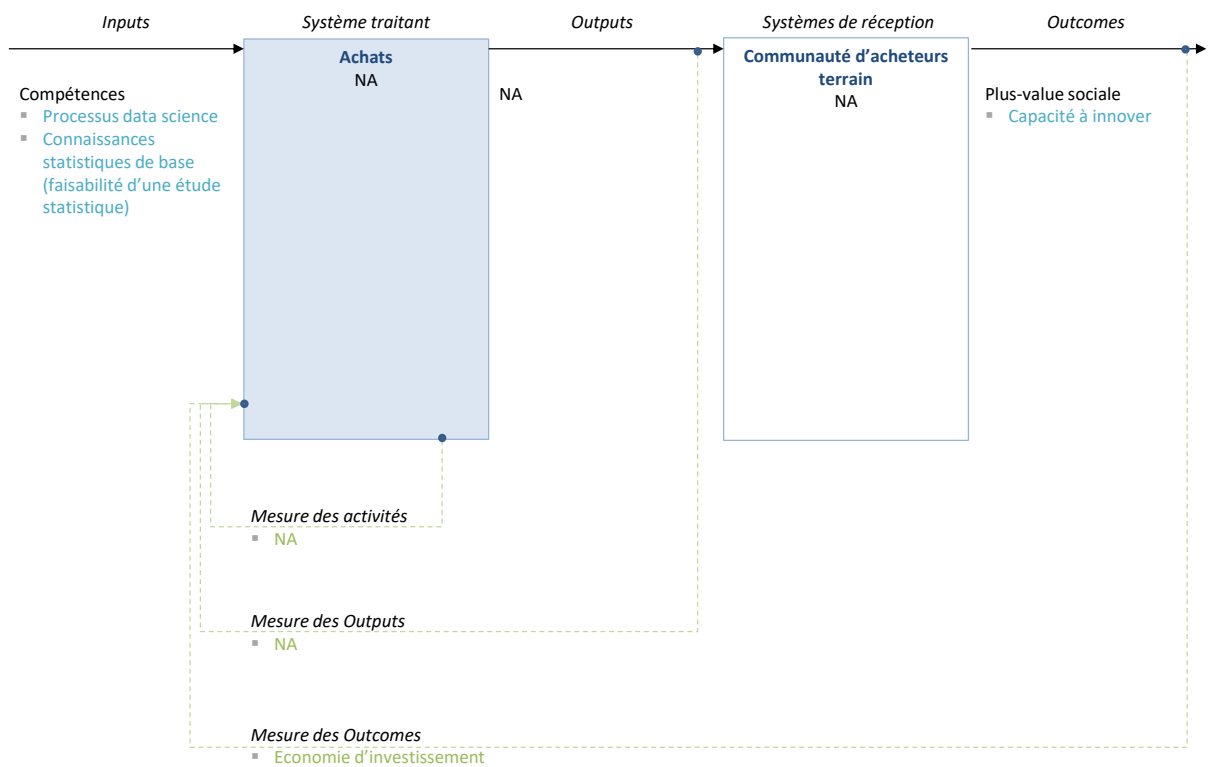 Inputs
Système traitant
Outputs
Systèmes de réception
Outcomes
Compétences
▪ Processus data science
▪ Connaissances
statistiques de base
(faisabilité d’une étude
statistique)
Achats
NA
NA
Communauté d’acheteurs
terrain
NA
Plus-value sociale
▪ Capacité à innover
Mesure des activités
▪ NA
Mesure des Outputs
▪ NA
Mesure des Outcomes
▪ Economie d’investissement